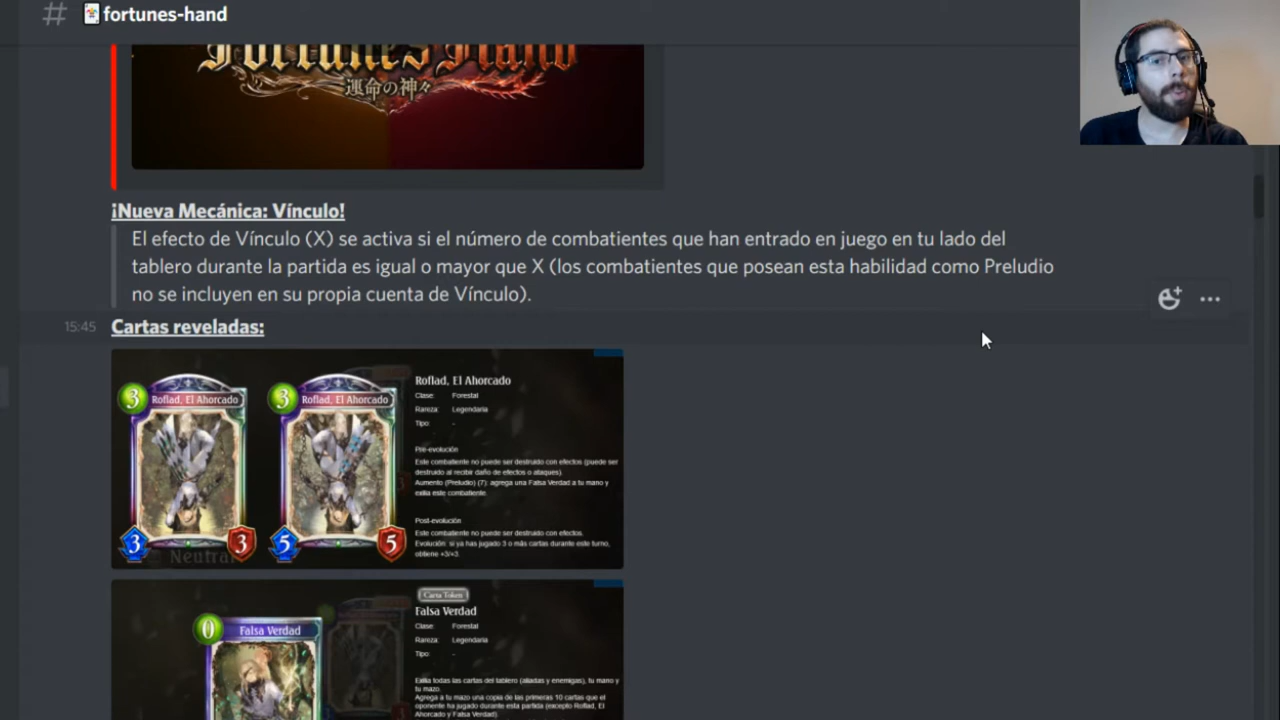 # fortunes-hand
Fortune's Hand
運命の神々
¡Nueva Mecánica: Vínculo!
El efecto de Vínculo (X) se activa si el número de combatientes que han entrado en juego en tu lado del
tablero durante la partida es igual o mayor que X (los combatientes que posean esta habilidad como Preludio
no se incluyen en su propia cuenta de Vínculo).
15:45 Cartas reveladas:
3 Roflad, El Ahorcado 3 3
3 Roflad, El Ahorcado 5 5
Neutral
Roflad, El Ahorcado
Clase: Forestal
Rareza: Legendaria
Tipo: -
Pre-evolución
Este combatiente no puede ser destruido con efectos (puede ser
destruido al recibir daño de efectos o ataques).
Aumento (Preludio) (7): agrega una Falsa Verdad a tu mano y
exilia este combatiente.
Post-evolución
Este combatiente no puede ser destruido con efectos.
Evolución: si ya has jugado 3 o más cartas durante este turno,
obtiene +3/+3.
0 Falsa Verdad
Carta Token
Falsa Verdad
Clase: Forestal
Rareza: Legendaria
Tipo: -
Exilia todas las cartas del tablero (aliadas y enemigas), tu mano y
tu mazo.
Agrega a tu mazo una copia de las primeras 10 cartas que el
oponente ha jugado durante esta partida (excepto Roflad, El
Ahorcado y Falsa Verdad).